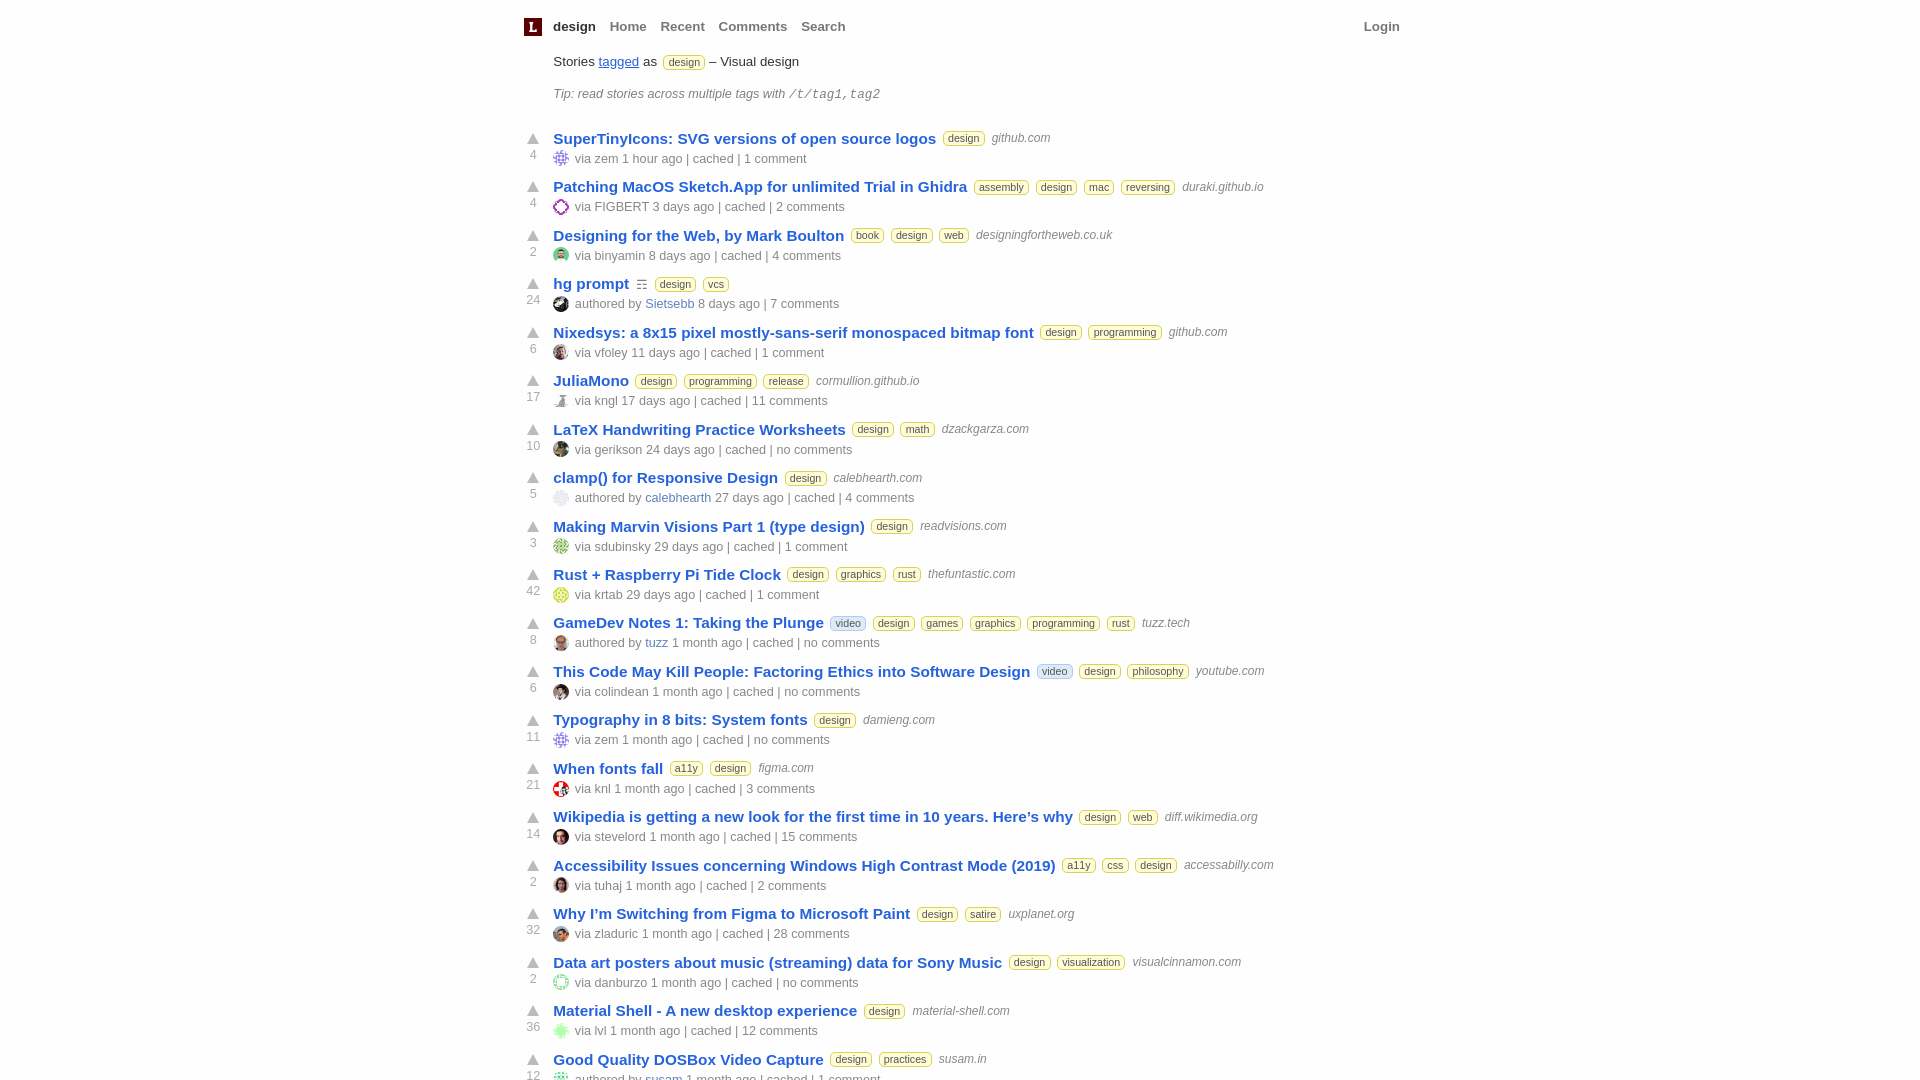 L design Home Recent Comments Search Login
Stories tagged as design – Visual design
Tip: read stories across multiple tags with /t/tag1,tag2
SuperTinyIcons: SVG versions of open source logos design github.com
4 via zem 1 hour ago | cached | 1 comment
Patching MacOS Sketch.App for unlimited Trial in Ghidra assembly design mac reversing duraki.github.io
4 via FIGBERT 3 days ago | cached | 2 comments
Designing for the Web, by Mark Boulton book design web designingfortheweb.co.uk
2 via binyamin 8 days ago | cached | 4 comments
hg prompt ☶ design vcs
24 authored by Sietsebb 8 days ago | 7 comments
Nixedsys: a 8x15 pixel mostly-sans-serif monospaced bitmap font design programming github.com
6 via vfoley 11 days ago | cached | 1 comment
JuliaMono design programming release cormullion.github.io
17 via kngl 17 days ago | cached | 11 comments
LaTeX Handwriting Practice Worksheets design math dzackgarza.com
10 via gerikson 24 days ago | cached | no comments
clamp() for Responsive Design design calebhearth.com
5 authored by calebhearth 27 days ago | cached | 4 comments
Making Marvin Visions Part 1 (type design) design readvisions.com
3 via sdubinsky 29 days ago | cached | 1 comment
Rust + Raspberry Pi Tide Clock design graphics rust thefuntastic.com
42 via krtab 29 days ago | cached | 1 comment
GameDev Notes 1: Taking the Plunge video design games graphics programming rust tuzz.tech
8 authored by tuzz 1 month ago | cached | no comments
This Code May Kill People: Factoring Ethics into Software Design video design philosophy youtube.com
6 via colindean 1 month ago | cached | no comments
Typography in 8 bits: System fonts design damieng.com
11 via zem 1 month ago | cached | no comments
When fonts fall a11y design figma.com
21 via knl 1 month ago | cached | 3 comments
Wikipedia is getting a new look for the first time in 10 years. Here’s why design web diff.wikimedia.org
14 via stevelord 1 month ago | cached | 15 comments
Accessibility Issues concerning Windows High Contrast Mode (2019) a11y css design accessabilly.com
2 via tuhaj 1 month ago | cached | 2 comments
Why I’m Switching from Figma to Microsoft Paint design satire uxplanet.org
32 via zladuric 1 month ago | cached | 28 comments
Data art posters about music (streaming) data for Sony Music design visualization visualcinnamon.com
2 via danburzo 1 month ago | cached | no comments
Material Shell - A new desktop experience design material-shell.com
36 via lvl 1 month ago | cached | 12 comments
Good Quality DOSBox Video Capture design practices susam.in
12 authored by susam 1 month ago | cached | 1 comment